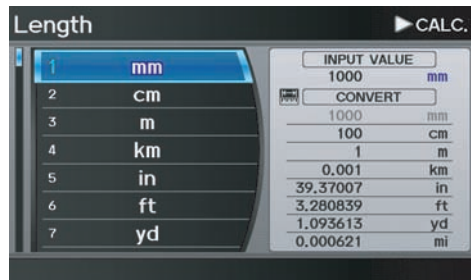 Length
CALC.
1 mm
2 cm
3 m
4 km
5 in
6 ft
7 yd
INPUT VALUE
1000 mm
CONVERT
1000 mm
100 cm
1 m
0.001 km
39.37007 in
3.280839 ft
1.093613 yd
0.000621 mi